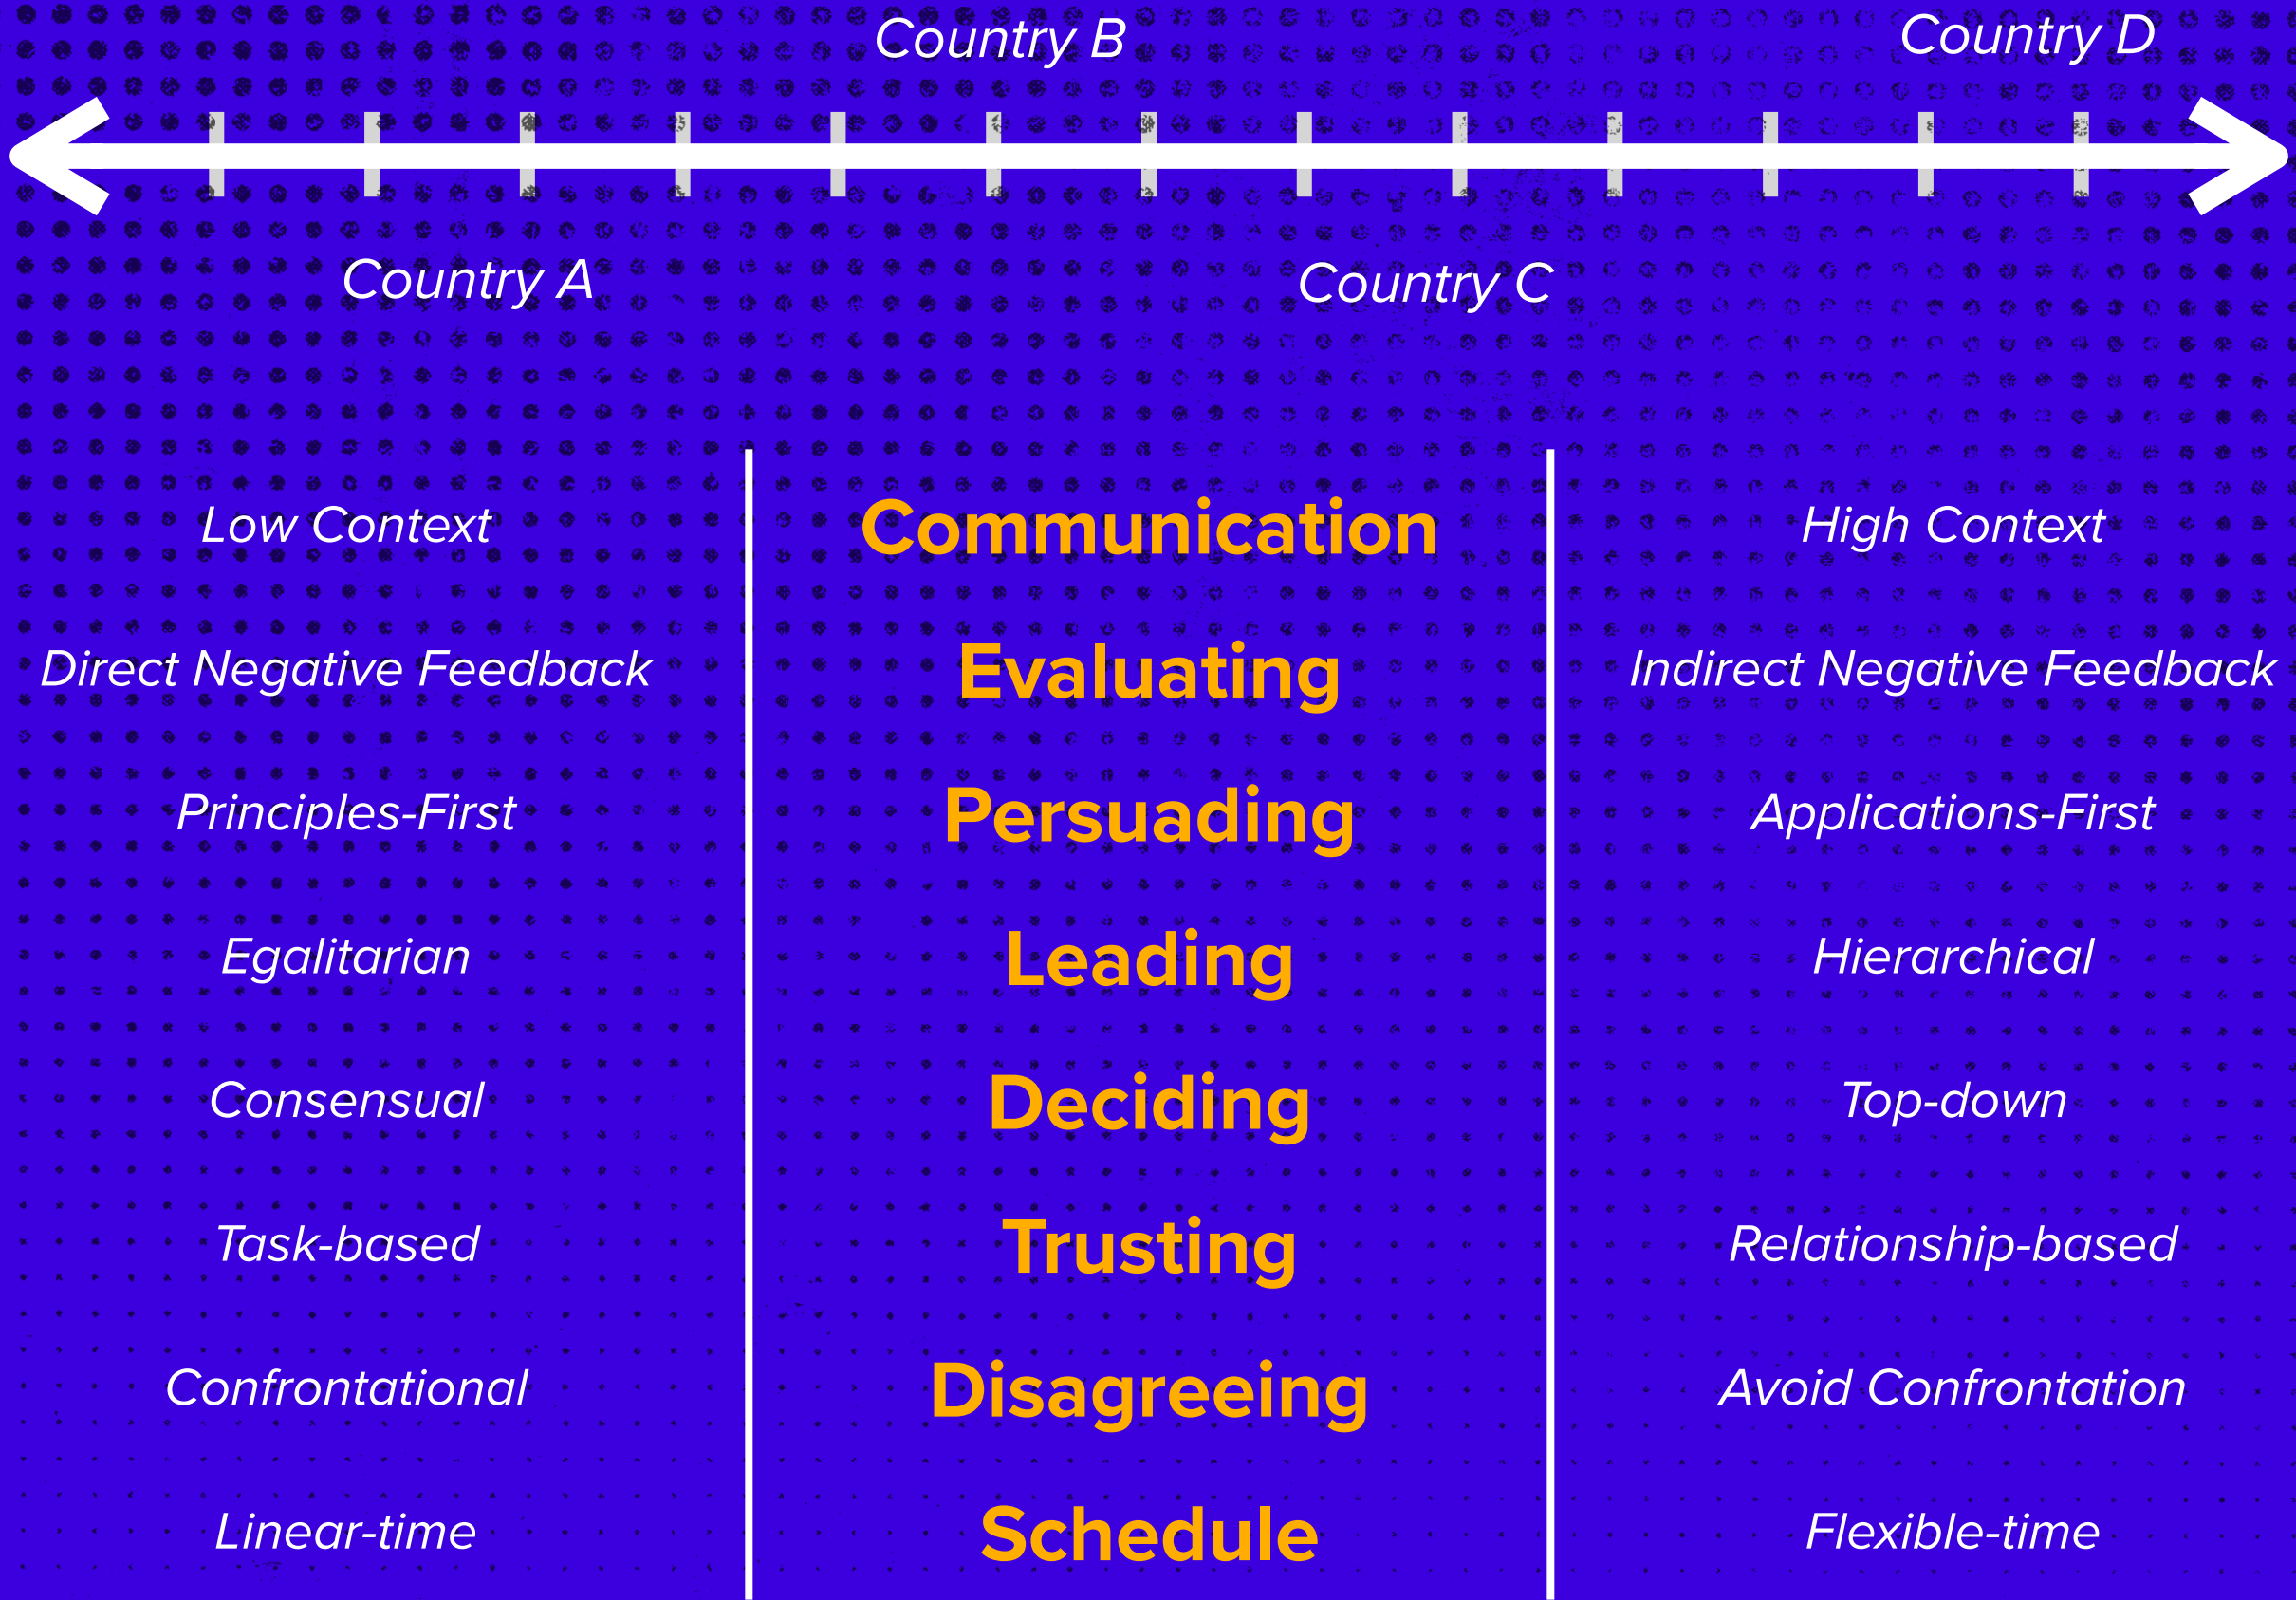 Country B
Country D
Country A
Country C
Low Context
Communication
High Context
Direct Negative Feedback
Evaluating
Indirect Negative Feedback
Principles-First
Persuading
Applications-First
Egalitarian
Leading
Hierarchical
Consensual
Deciding
Top-down
Task-based
Trusting
Relationship-based
Confrontational
Disagreeing
Avoid Confrontation
Linear-time
Schedule
Flexible-time